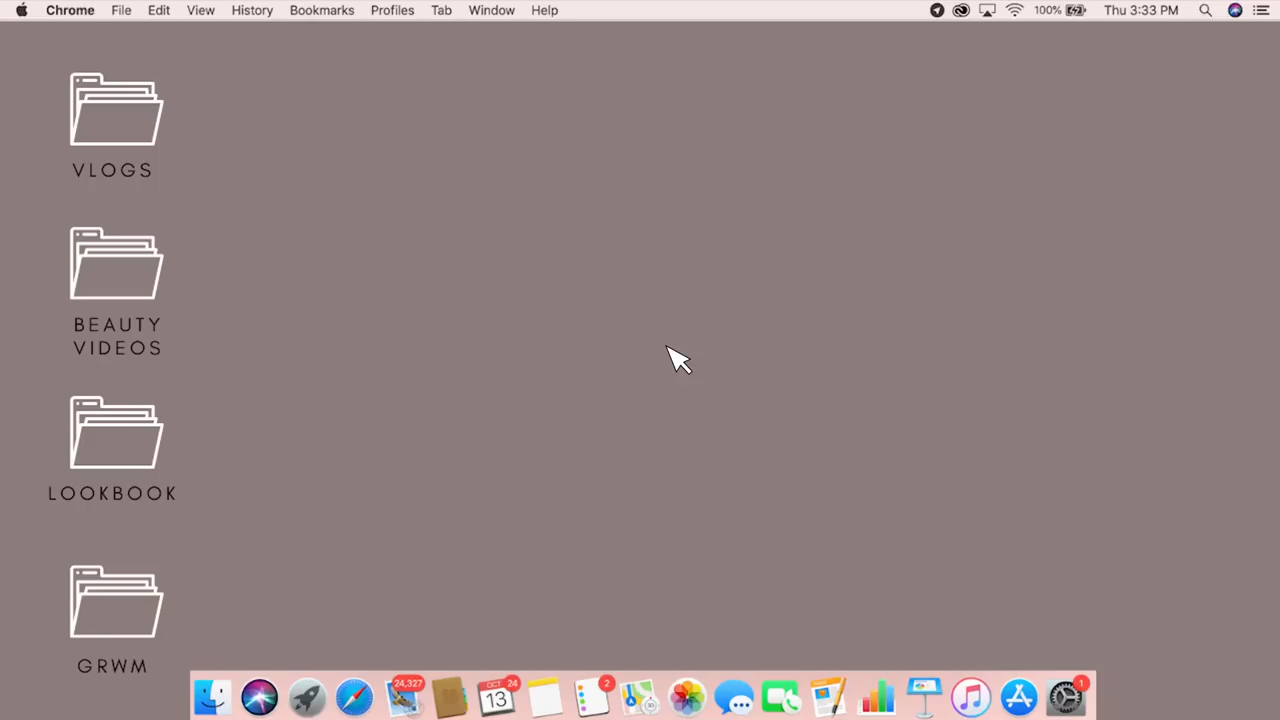 Chrome File Edit View History Bookmarks Profiles Tab Window Help 100% Thu 3:33 PM
VLOGS
BEAUTY
VIDEOS
LOOKBOOK
GRWM
24,327 OCT 24 2 1
13